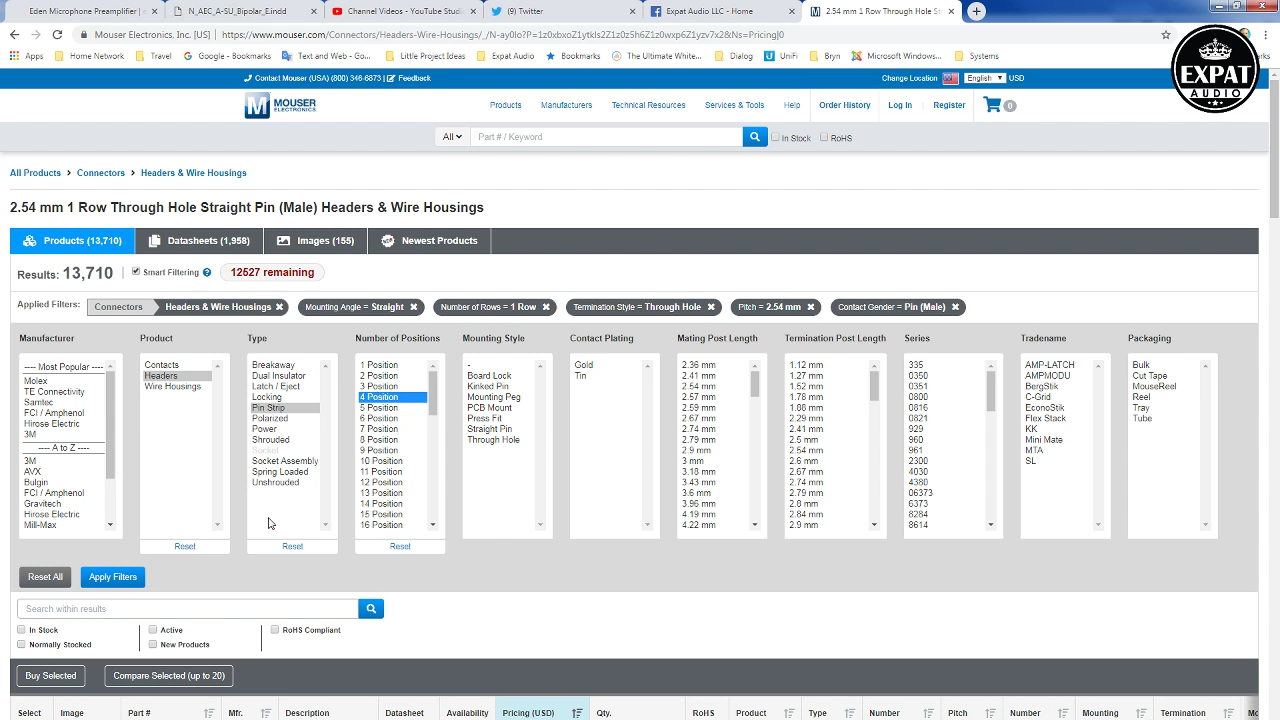 Eden Microphone Preamplifier (
N_AEC_A-SU_Bipolar_Eindd
Channel Videos - YouTube Studio
(9) Twitter
Expat Audio LLC - Home
2.54 mm 1 Row Through Hole St
Mouser Electronics, Inc. [US]
Apps
Home Network
Travel
Google - Bookmarks
Text and Web - Goo
Little Project Ideas
Expat Audio
Bookmarks
The Ultimate White
Dialog
UniFi
Bryn
Microsoft Windows
Systems
EXPAT
AUDIO
Contact Mouser (USA) (800) 346-6873 | Feedback
Change Location
English
USD
M MOUSER
ELECTRONICS
Products
Manufacturers
Technical Resources
Services & Tools
Help
Order History
Log In
Register
0
All
Part # / Keyword
In Stock
RoHS
All Products > Connectors > Headers & Wire Housings
2.54 mm 1 Row Through Hole Straight Pin (Male) Headers & Wire Housings
Products (13,710)
Datasheets (1,958)
Images (155)
NEW
Newest Products
Results: 13,710
Smart Filtering
12527 remaining
Applied Filters:
Connectors
Headers & Wire Housings
Mounting Angle = Straight
Number of Rows = 1 Row
Termination Style = Through Hole
Pitch = 2.54 mm
Contact Gender = Pin (Male)
Manufacturer
---- Most Popular ----
Molex
TE Connectivity
Samtec
FCI / Amphenol
Hirose Electric
3M
---- A to Z ----
3M
AVX
Bulgin
FCI / Amphenol
Gravitech
Hirose Electric
Mill-Max
Product
Contacts
Headers
Wire Housings
Reset
Type
Breakaway
Dual Insulator
Latch / Eject
Locking
Pin Strip
Polarized
Power
Shrouded
Socket
Socket Assembly
Spring Loaded
Unshrouded
Reset
Number of Positions
1 Position
2 Position
3 Position
4 Position
5 Position
6 Position
7 Position
8 Position
9 Position
10 Position
11 Position
12 Position
13 Position
14 Position
15 Position
16 Position
Reset
Mounting Style
-
Board Lock
Kinked Pin
Mounting Peg
PCB Mount
Press Fit
Straight Pin
Through Hole
Contact Plating
Gold
Tin
Mating Post Length
2.36 mm
2.41 mm
2.54 mm
2.57 mm
2.59 mm
2.67 mm
2.74 mm
2.79 mm
2.9 mm
3 mm
3.18 mm
3.43 mm
3.6 mm
3.96 mm
4.19 mm
4.22 mm
Termination Post Length
1.12 mm
1.27 mm
1.52 mm
1.78 mm
1.88 mm
2.29 mm
2.41 mm
2.5 mm
2.54 mm
2.6 mm
2.67 mm
2.74 mm
2.79 mm
2.8 mm
2.84 mm
2.9 mm
Series
335
0350
0351
0800
0816
0821
929
960
961
2300
4030
4380
06373
6373
8284
8614
Tradename
AMP-LATCH
AMPMODU
BergStik
C-Grid
EconoStik
Flex Stack
KK
Mini Mate
MTA
SL
Packaging
Bulk
Cut Tape
MouseReel
Reel
Tray
Tube
Reset All
Apply Filters
Search within results
In Stock
Active
RoHS Compliant
Normally Stocked
New Products
Buy Selected
Compare Selected (up to 20)
Select
Image
Part #
Mfr.
Description
Datasheet
Availability
Pricing (USD)
Qty.
RoHS
Product
Type
Number
Pitch
Number
Mounting
Termination